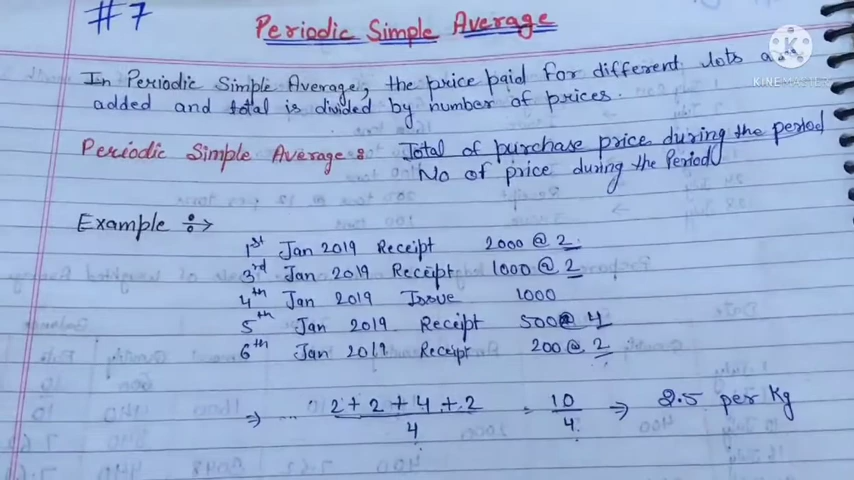 #7
Periodic Simple Average
In Periodic Simple Average, the price paid for different lots
added and total is divided by number of prices.
Periodic Simple Average : Total of purchase price during the period
No of price during the Period
Example ÷→
1st Jan 2019 Receipt 2000 @ 2
3rd Jan 2019 Receipt 1000 @ 2
4th Jan 2019 Issue 1000
5th Jan 2019 Receipt 500@ 4
6th Jan 2019 Receipt 200 @ 2
⇒ 2 + 2 + 4 + 2 = 10 ⇒ 2.5 per Kg
4 4
K
KINEMASTER